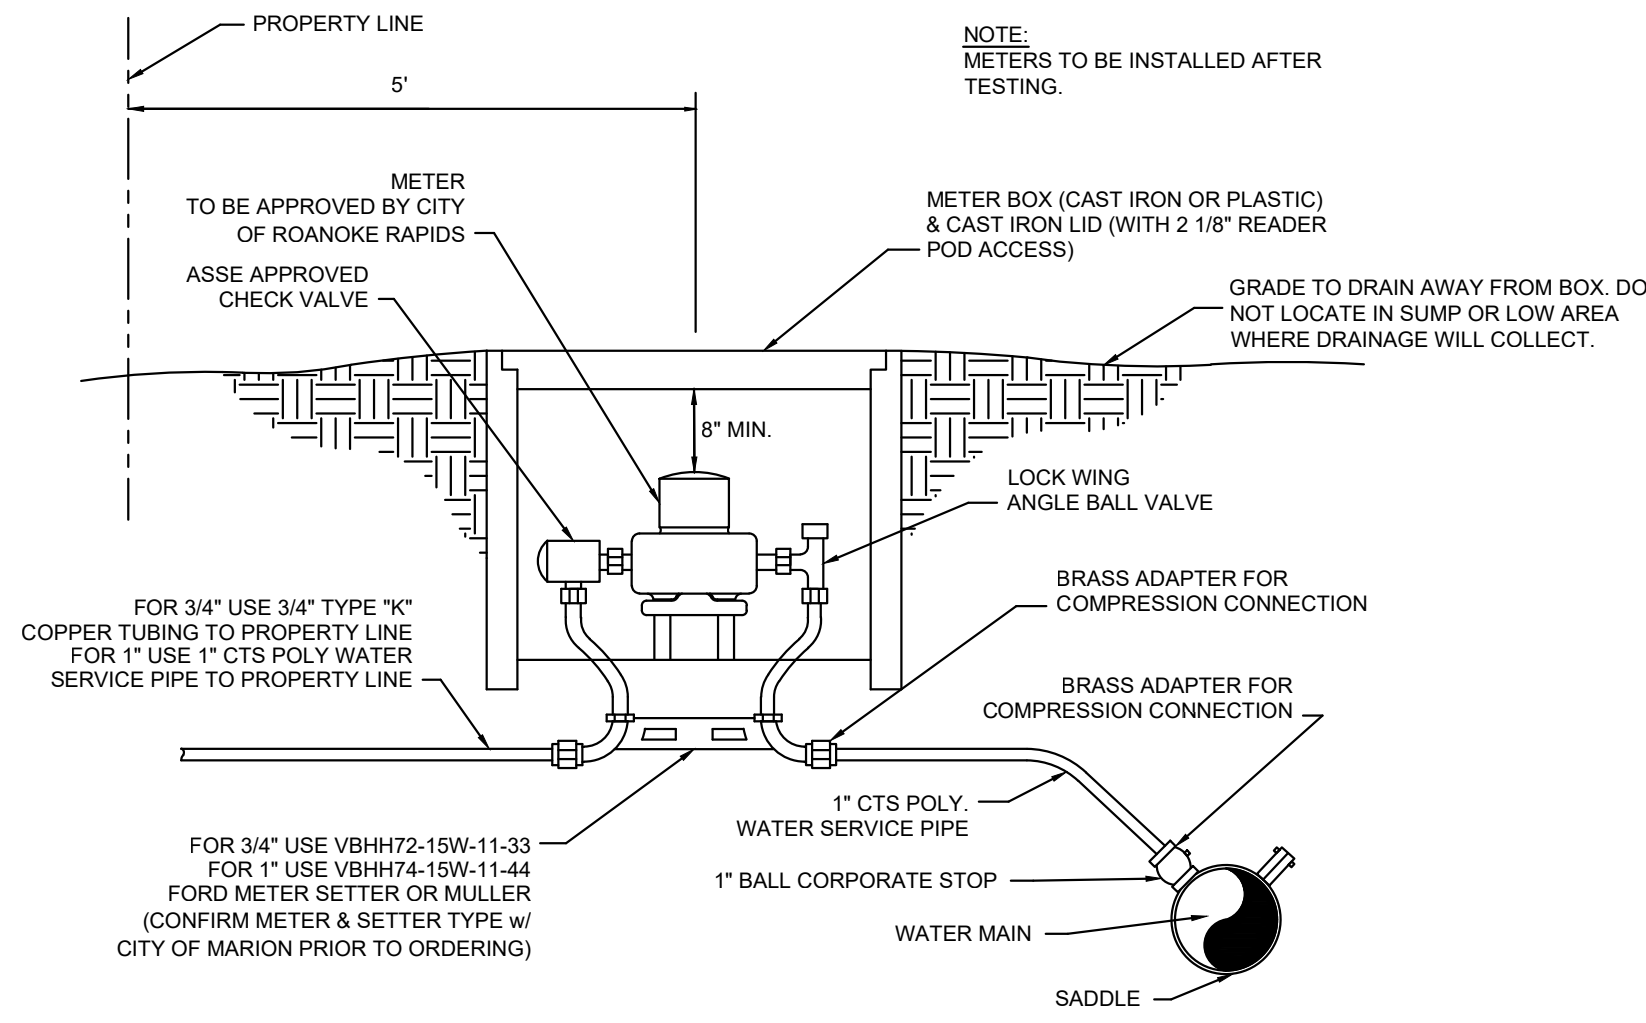 PROPERTY LINE
NOTE:
METERS TO BE INSTALLED AFTER
TESTING.
5'
METER
TO BE APPROVED BY CITY
OF ROANOKE RAPIDS
METER BOX (CAST IRON OR PLASTIC)
& CAST IRON LID (WITH 2 1/8" READER
POD ACCESS)
ASSE APPROVED
CHECK VALVE
GRADE TO DRAIN AWAY FROM BOX. DO
NOT LOCATE IN SUMP OR LOW AREA
WHERE DRAINAGE WILL COLLECT.
8" MIN.
LOCK WING
ANGLE BALL VALVE
BRASS ADAPTER FOR
COMPRESSION CONNECTION
FOR 3/4" USE 3/4" TYPE "K"
COPPER TUBING TO PROPERTY LINE
FOR 1" USE 1" CTS POLY WATER
SERVICE PIPE TO PROPERTY LINE
BRASS ADAPTER FOR
COMPRESSION CONNECTION
1" CTS POLY.
WATER SERVICE PIPE
FOR 3/4" USE VBHH72-15W-11-33
FOR 1" USE VBHH74-15W-11-44
FORD METER SETTER OR MULLER
(CONFIRM METER & SETTER TYPE w/
CITY OF MARION PRIOR TO ORDERING)
1" BALL CORPORATE STOP
WATER MAIN
SADDLE